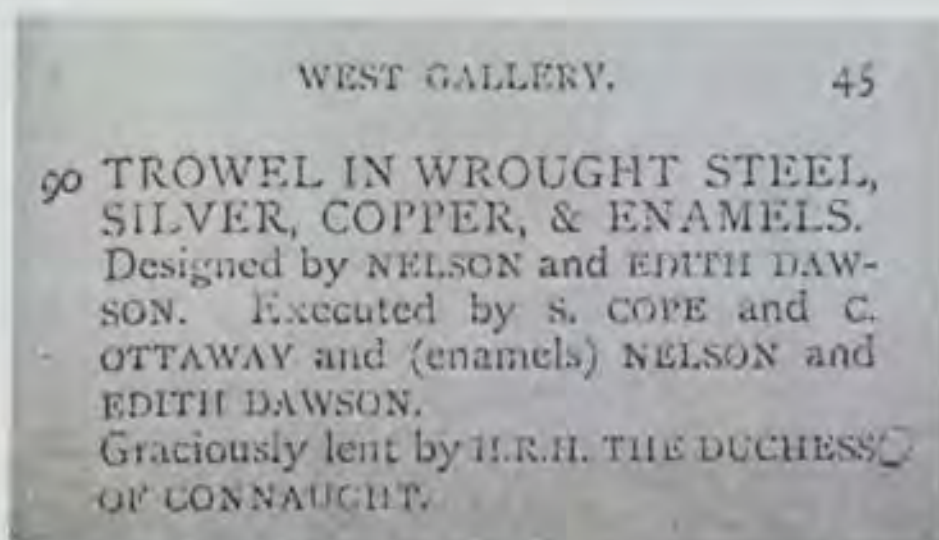 WEST GALLERY. 45
90 TROWEL IN WROUGHT STEEL,
SILVER, COPPER, & ENAMELS.
Designed by NELSON and EDITH DAW-
SON. Executed by S. COPE and C.
OTTAWAY and (enamels) NELSON and
EDITH DAWSON.
Graciously lent by H.R.H. THE DUCHESS
OF CONNAUGHT.